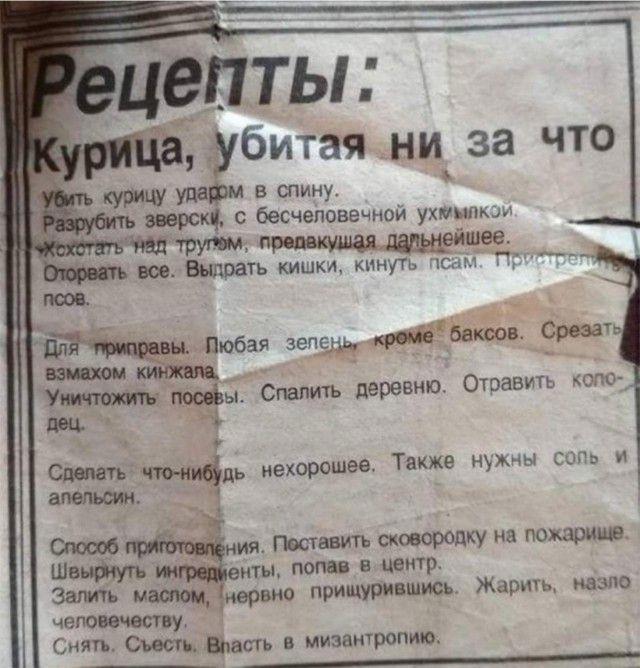 Рецепты:
Курица, убитая ни за что
Убить курицу ударом в спину.
Разрубить зверски, с бесчеловечной ухмылкой.
Хохотать над трупом, предвкушая дальнейшее.
Оторвать все. Выдрать кишки, кинуть псам. Пристрелить
псов.
Для приправы. Любая зелень, кроме баксов. Срезать
взмахом кинжала.
Уничтожить посевы. Спалить деревню. Отравить коло-
дец.
Сделать что-нибудь нехорошее. Также нужны соль и
апельсин.
Способ приготовления. Поставить сковородку на пожарище.
Швырнуть ингредиенты, попав в центр.
Залить маслом, нервно прищурившись. Жарить, назло
человечеству.
Снять. Съесть. Впасть в мизантропию.